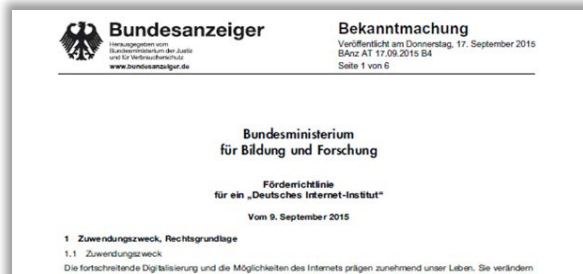 Bundesanzeiger
Herausgegeben vom
Bundesministerium der Justiz
und für Verbraucherschutz
www.bundesanzeiger.de
Bekanntmachung
Veröffentlicht am Donnerstag, 17. September 2015
BAnz AT 17.09.2015 B4
Seite 1 von 6
Bundesministerium
für Bildung und Forschung
Förderrichtlinie
für ein „Deutsches Internet-Institut“
Vom 9. September 2015
1 Zuwendungszweck, Rechtsgrundlage
1.1 Zuwendungszweck
Die fortschreitende Digitalisierung und die Möglichkeiten des Internets prägen zunehmend unser Leben. Sie verändern